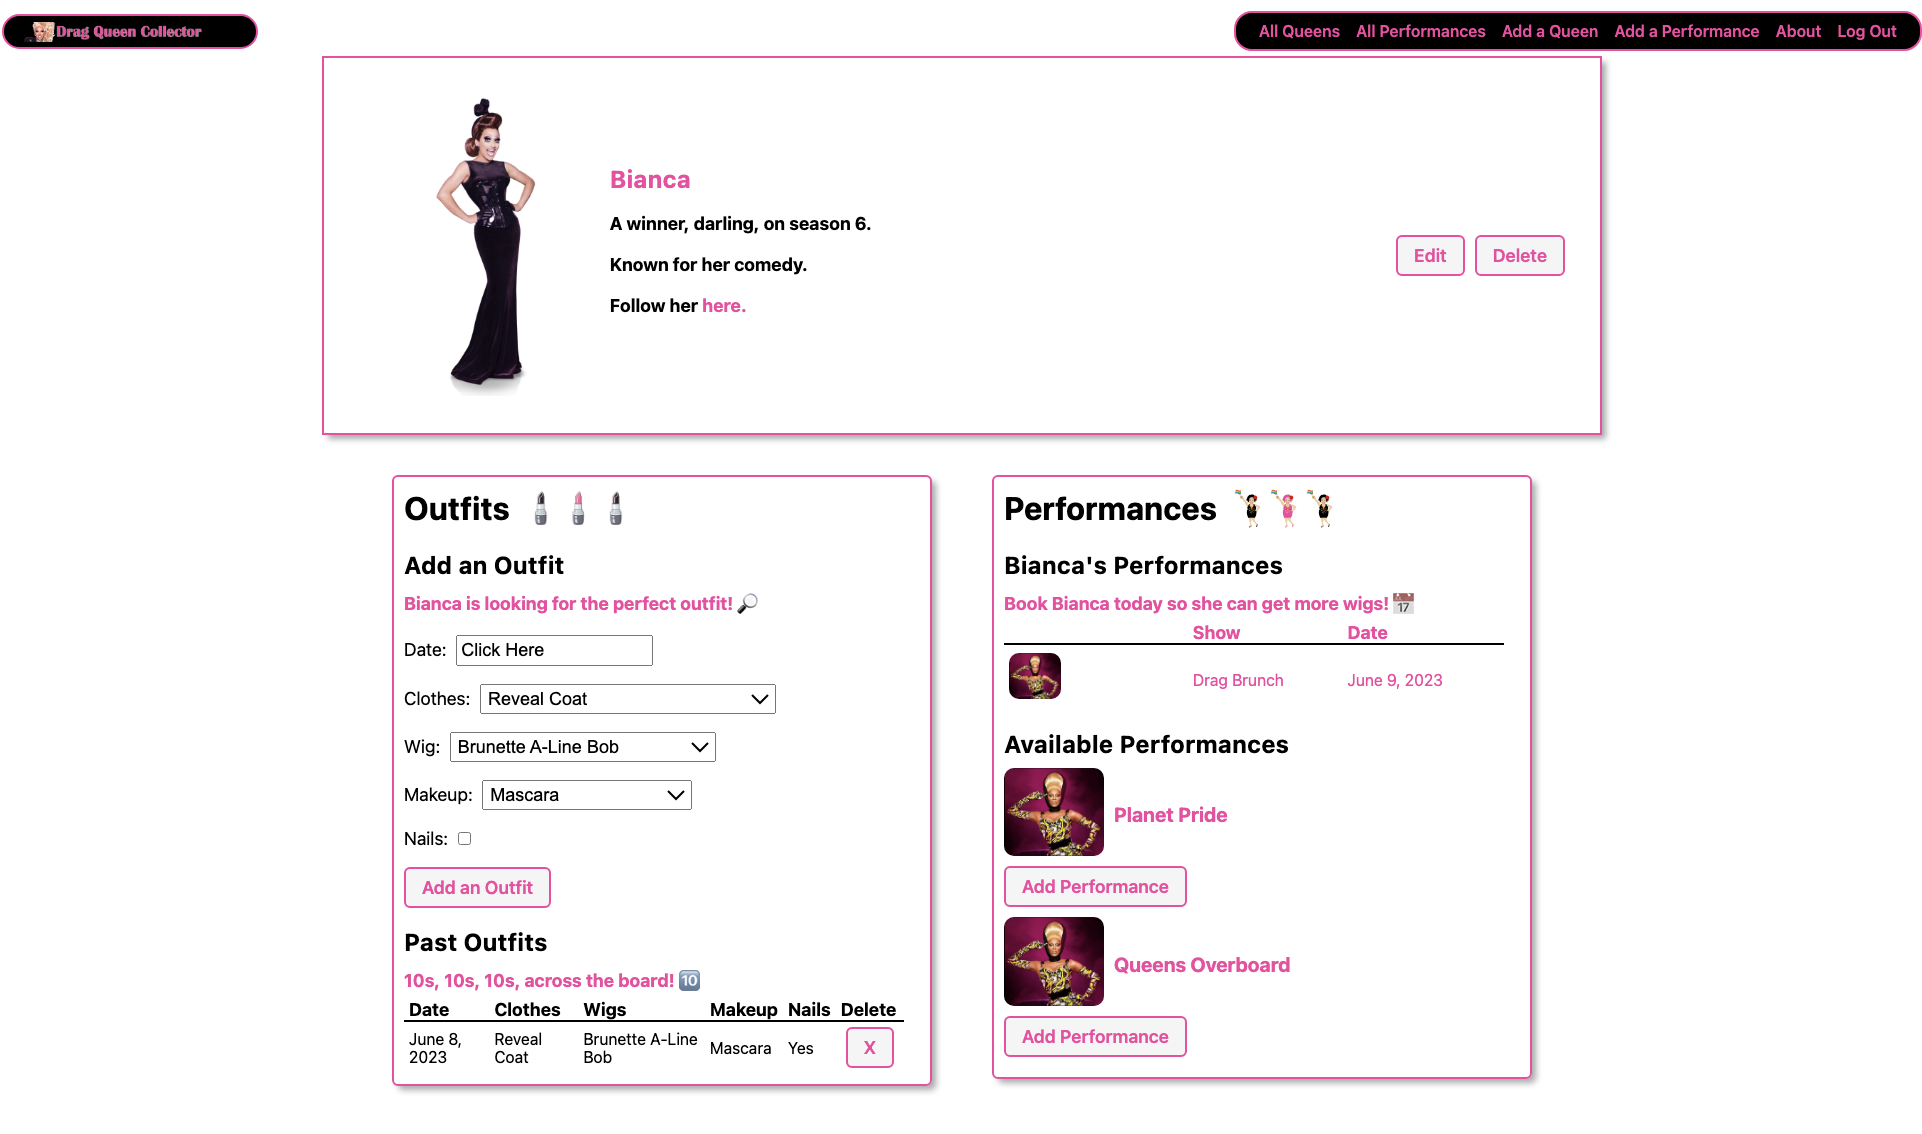 Drag Queen Collector
All Queens All Performances Add a Queen Add a Performance About Log Out
Bianca
A winner, darling, on season 6.
Known for her comedy.
Follow her here.
Edit Delete
Outfits
Add an Outfit
Bianca is looking for the perfect outfit! 🔎
Date: Click Here
Clothes: Reveal Coat
Wig: Brunette A-Line Bob
Makeup: Mascara
Nails:
Add an Outfit
Past Outfits
10s, 10s, 10s, across the board! 🔟
Date Clothes Wigs Makeup Nails Delete
June 8, 2023 Reveal Coat Brunette A-Line Bob Mascara Yes X
Performances
Bianca's Performances
Book Bianca today so she can get more wigs! 📅
Show Date
Drag Brunch June 9, 2023
Available Performances
Planet Pride
Add Performance
Queens Overboard
Add Performance